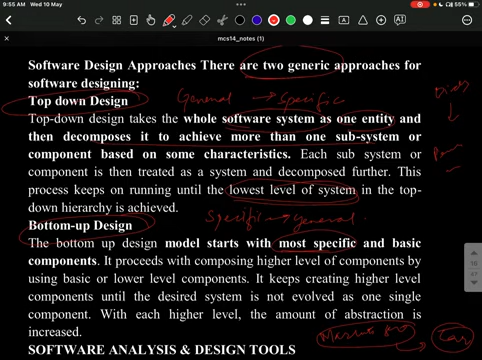 9:55 AM Wed 10 May
55%
mcs14_notes
mcs14_notes (1)
Software Design Approaches There are two generic approaches for
software designing:
Top down Design
General → Specific
Top-down design takes the whole software system as one entity and
then decomposes it to achieve more than one sub-system or
component based on some characteristics. Each sub system or
component is then treated as a system and decomposed further. This
process keeps on running until the lowest level of system in the top-
down hierarchy is achieved.
Specific → general
Bottom-up Design
The bottom up design model starts with most specific and basic
components. It proceeds with composing higher level of components by
using basic or lower level components. It keeps creating higher level
components until the desired system is not evolved as one single
component. With each higher level, the amount of abstraction is
increased.
SOFTWARE ANALYSIS & DESIGN TOOLS